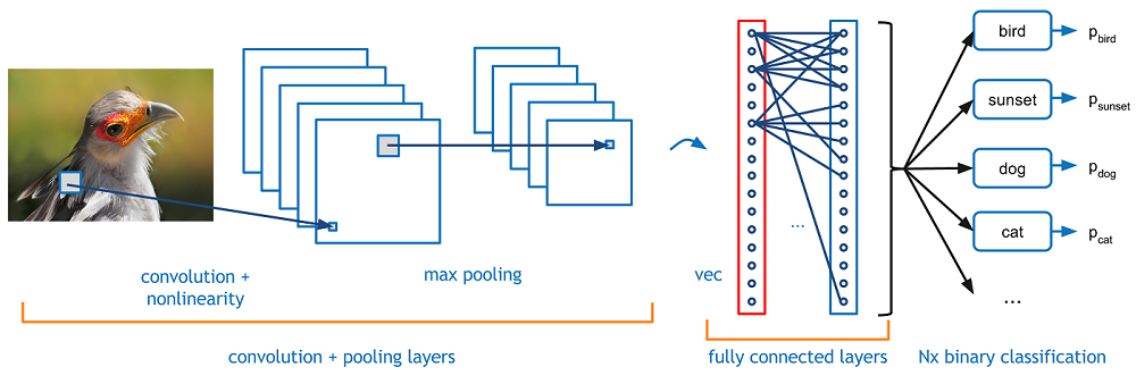 convolution +
nonlinearity
max pooling
vec
convolution + pooling layers
fully connected layers
Nx binary classification
bird
p_bird
sunset
p_sunset
dog
p_dog
cat
p_cat
...
...